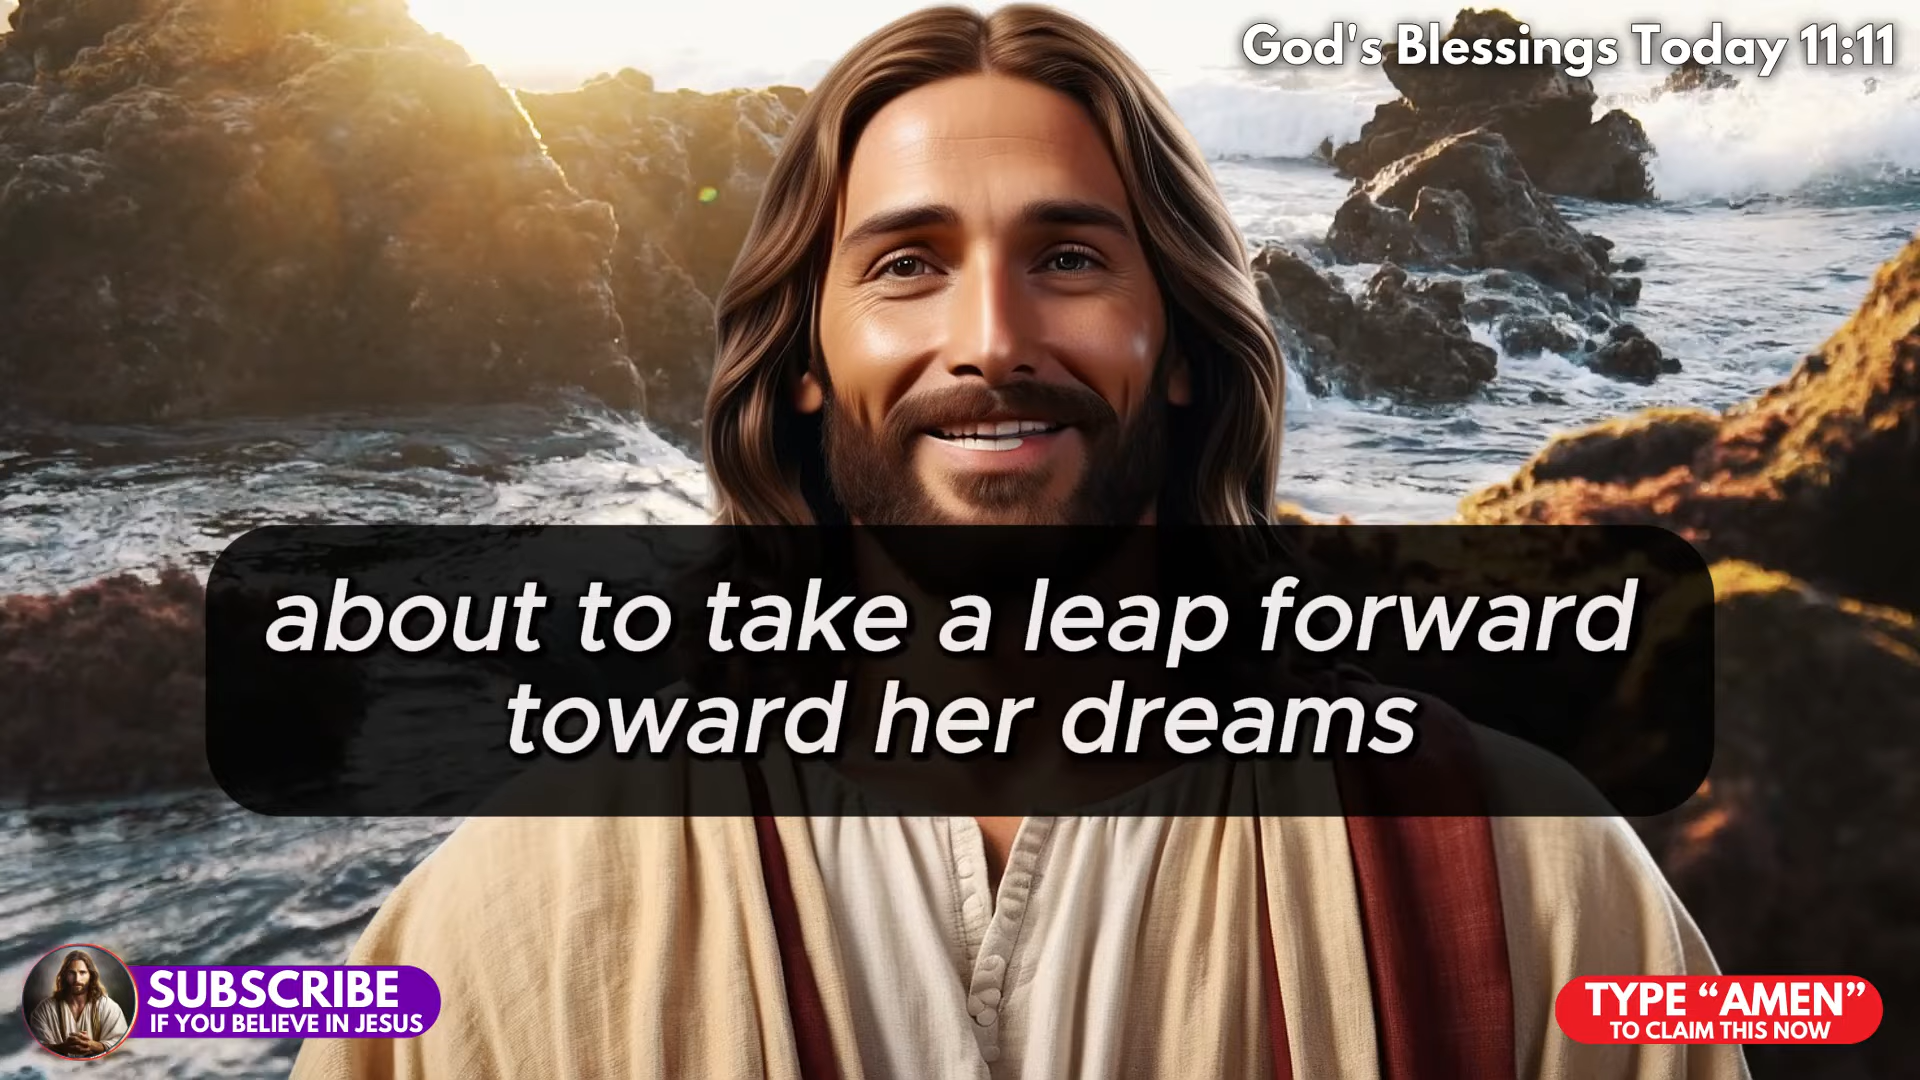 God's Blessings Today 11:11
about to take a leap forward
toward her dreams
SUBSCRIBE
IF YOU BELIEVE IN JESUS
TYPE “AMEN”
TO CLAIM THIS NOW